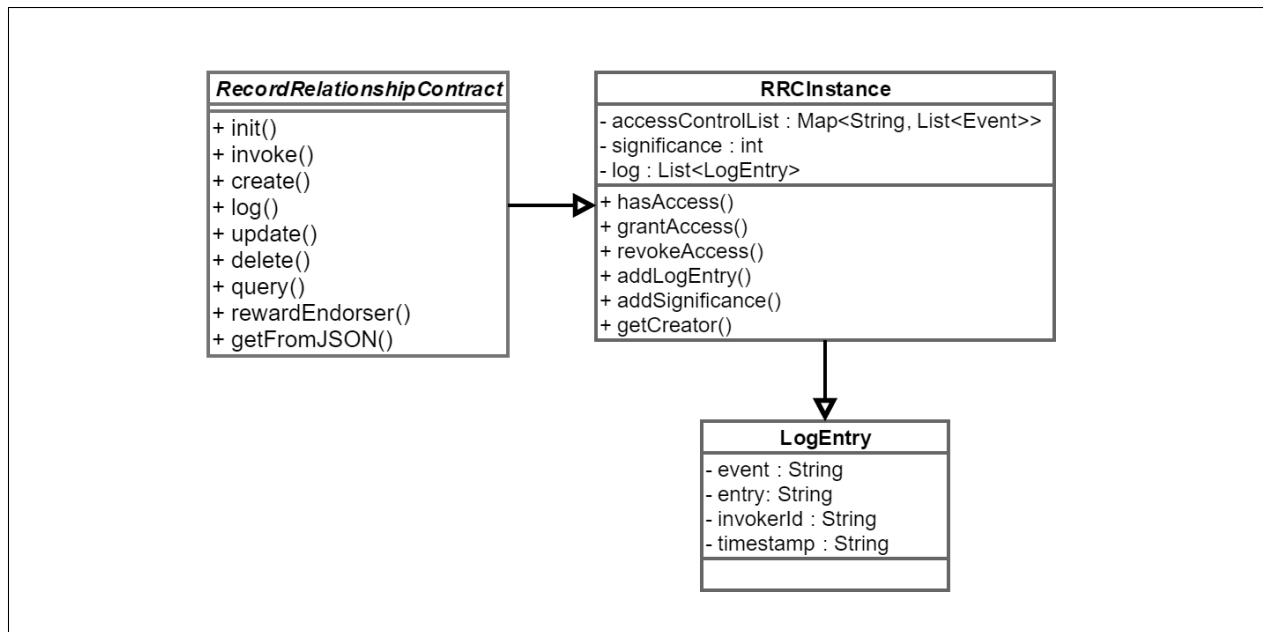 RecordRelationshipContract
+ init()
+ invoke()
+ create()
+ log()
+ update()
+ delete()
+ query()
+ rewardEndorser()
+ getFromJSON()
RRCInstance
- accessControlList : Map<String, List<Event>>
- significance : int
- log : List<LogEntry>
+ hasAccess()
+ grantAccess()
+ revokeAccess()
+ addLogEntry()
+ addSignificance()
+ getCreator()
LogEntry
- event : String
- entry: String
- invokerId : String
- timestamp : String